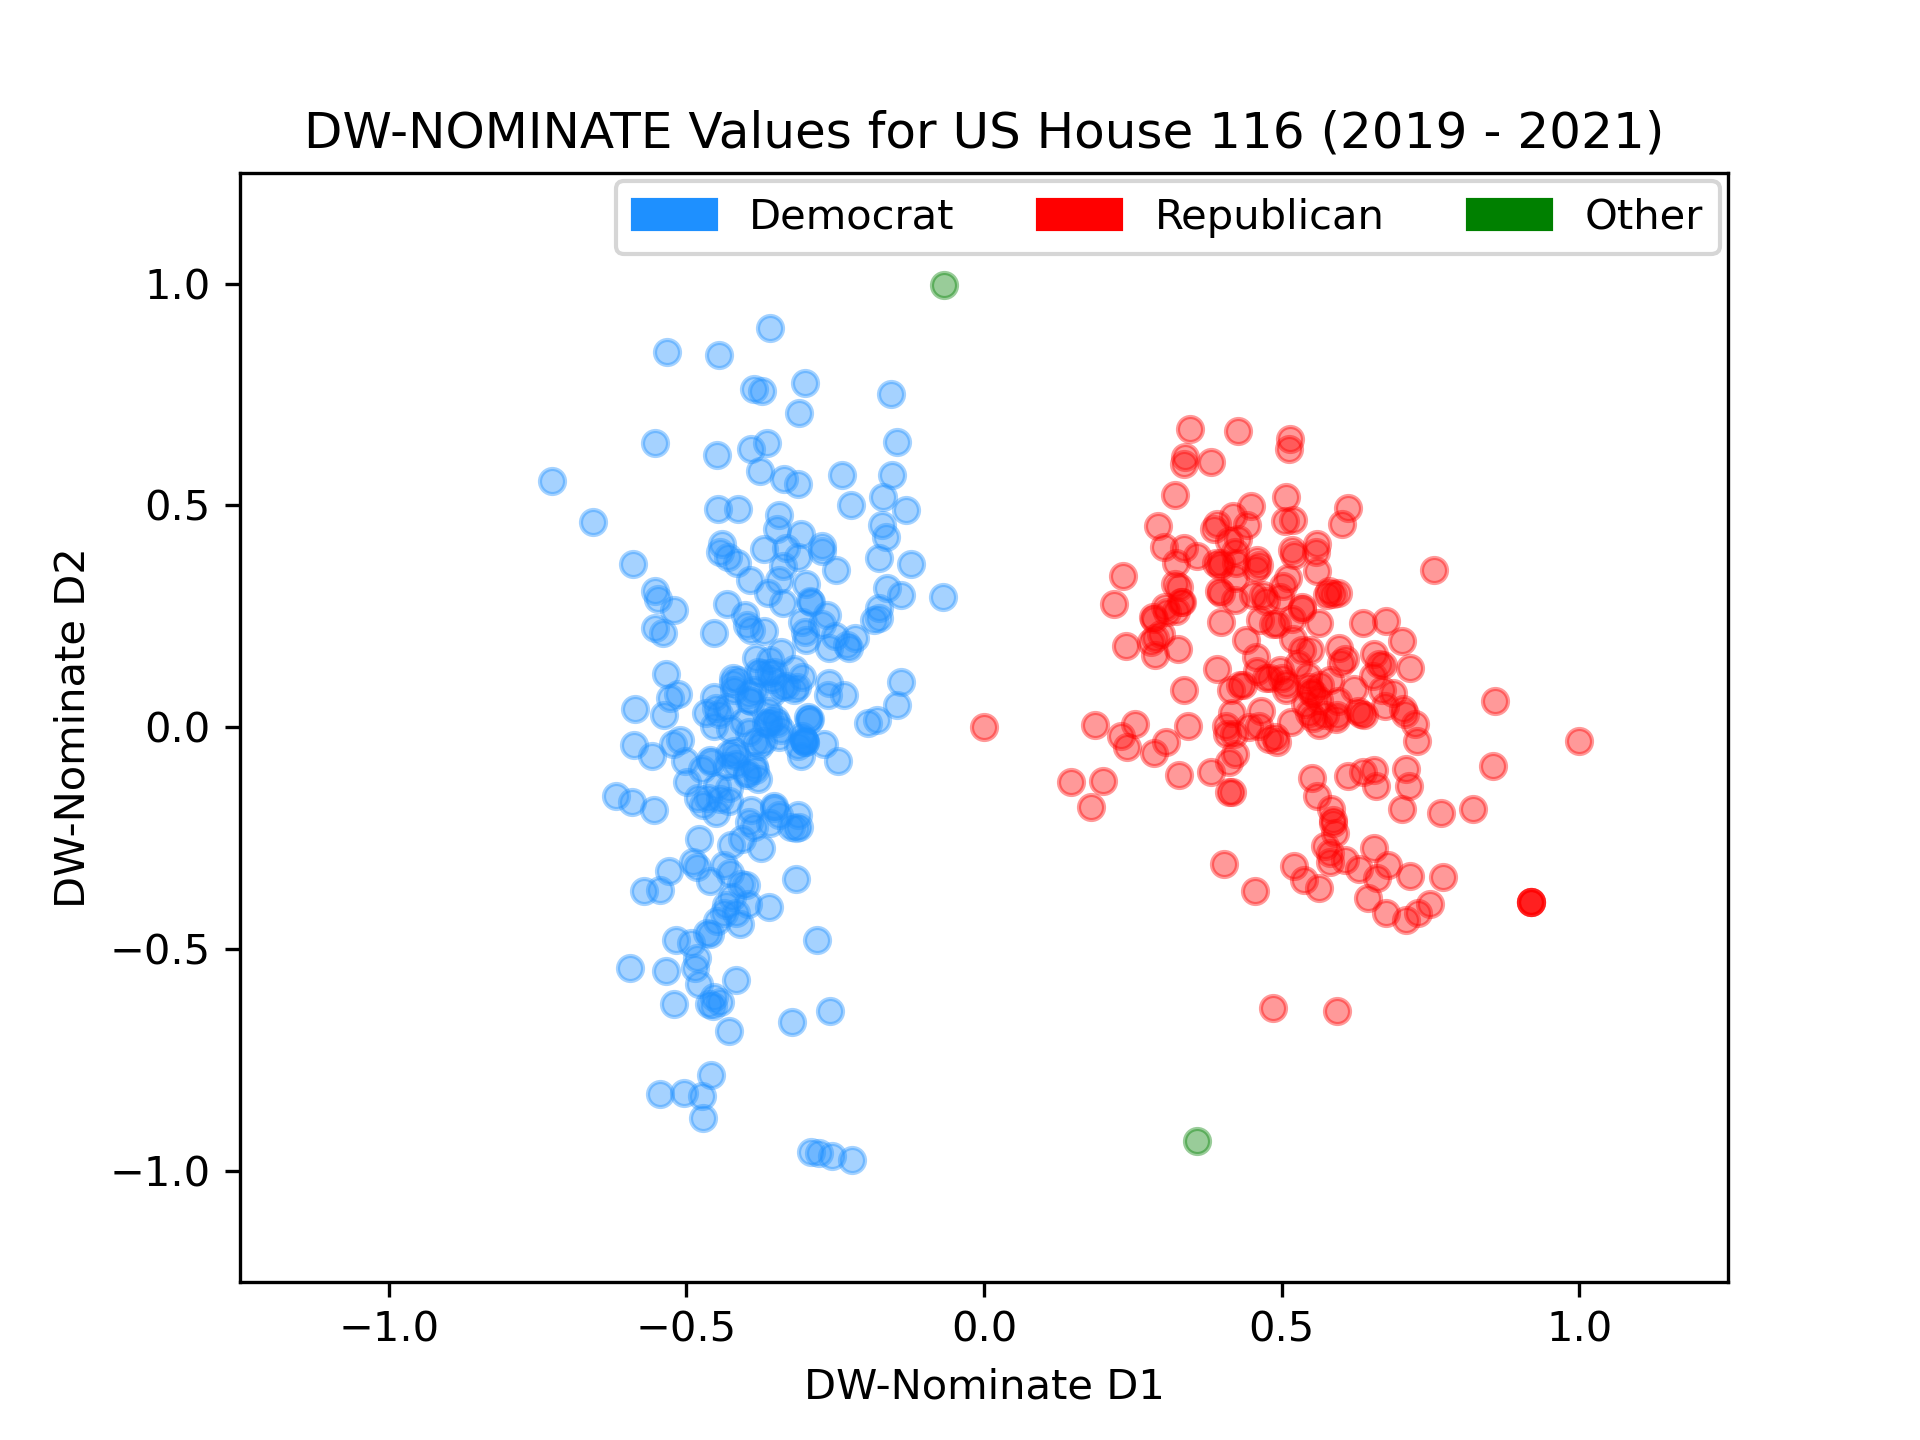 DW-NOMINATE Values for US House 116 (2019 - 2021)
Democrat Republican Other
1.0
0.5
0.0
−0.5
−1.0
DW-Nominate D2
−1.0 −0.5 0.0 0.5 1.0
DW-Nominate D1